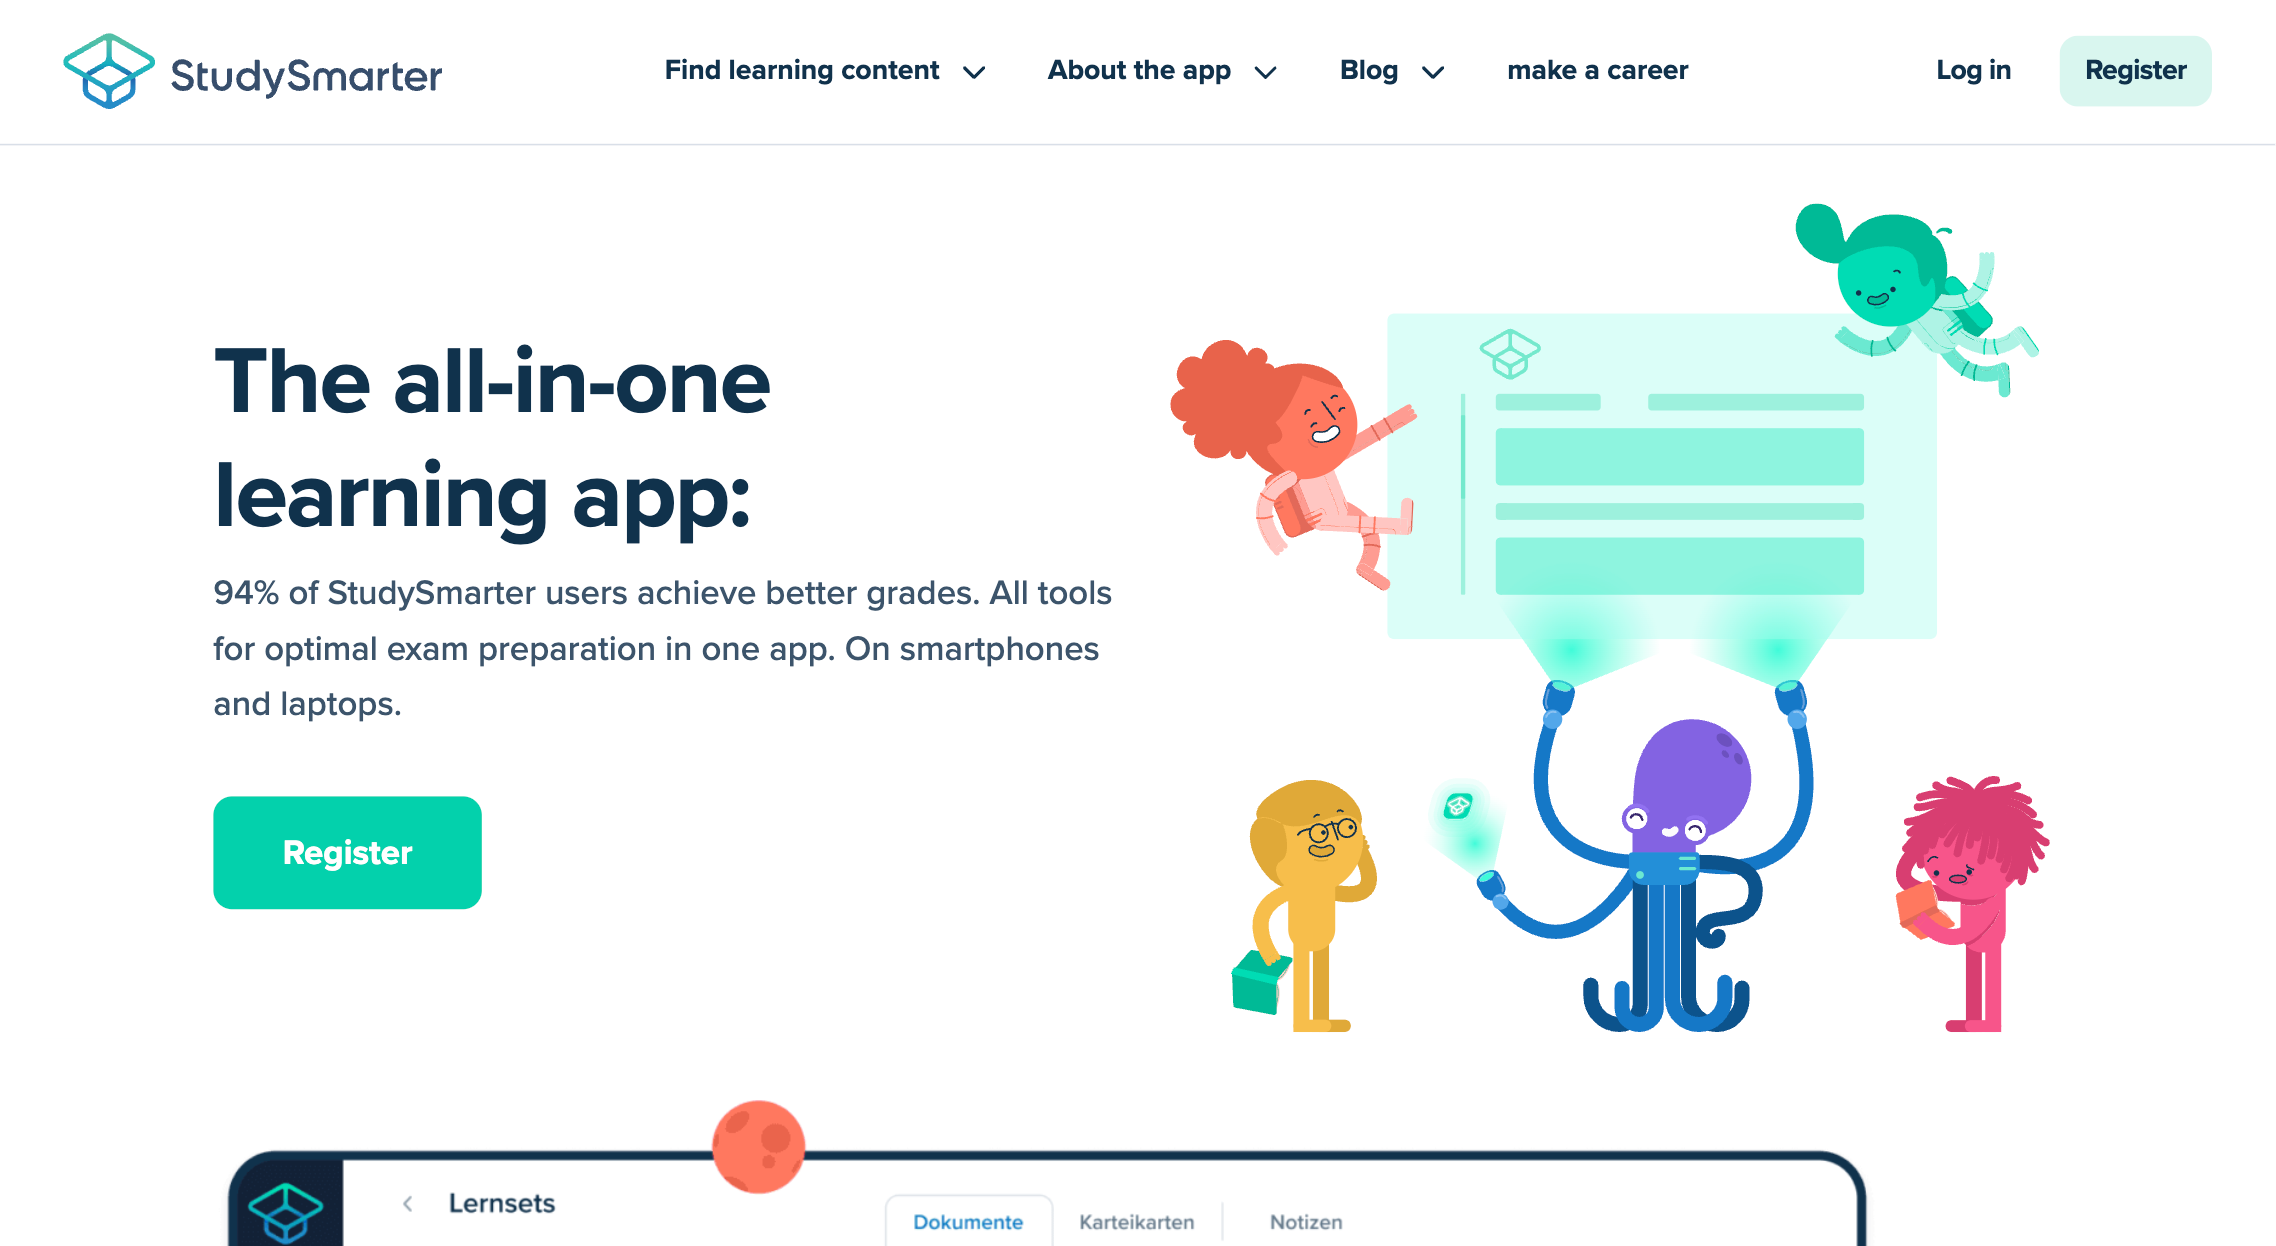 StudySmarter
Find learning content
About the app
Blog
make a career
Log in
Register
The all-in-one
learning app:
94% of StudySmarter users achieve better grades. All tools
for optimal exam preparation in one app. On smartphones
and laptops.
Register
Lernsets
Dokumente
Karteikarten
Notizen